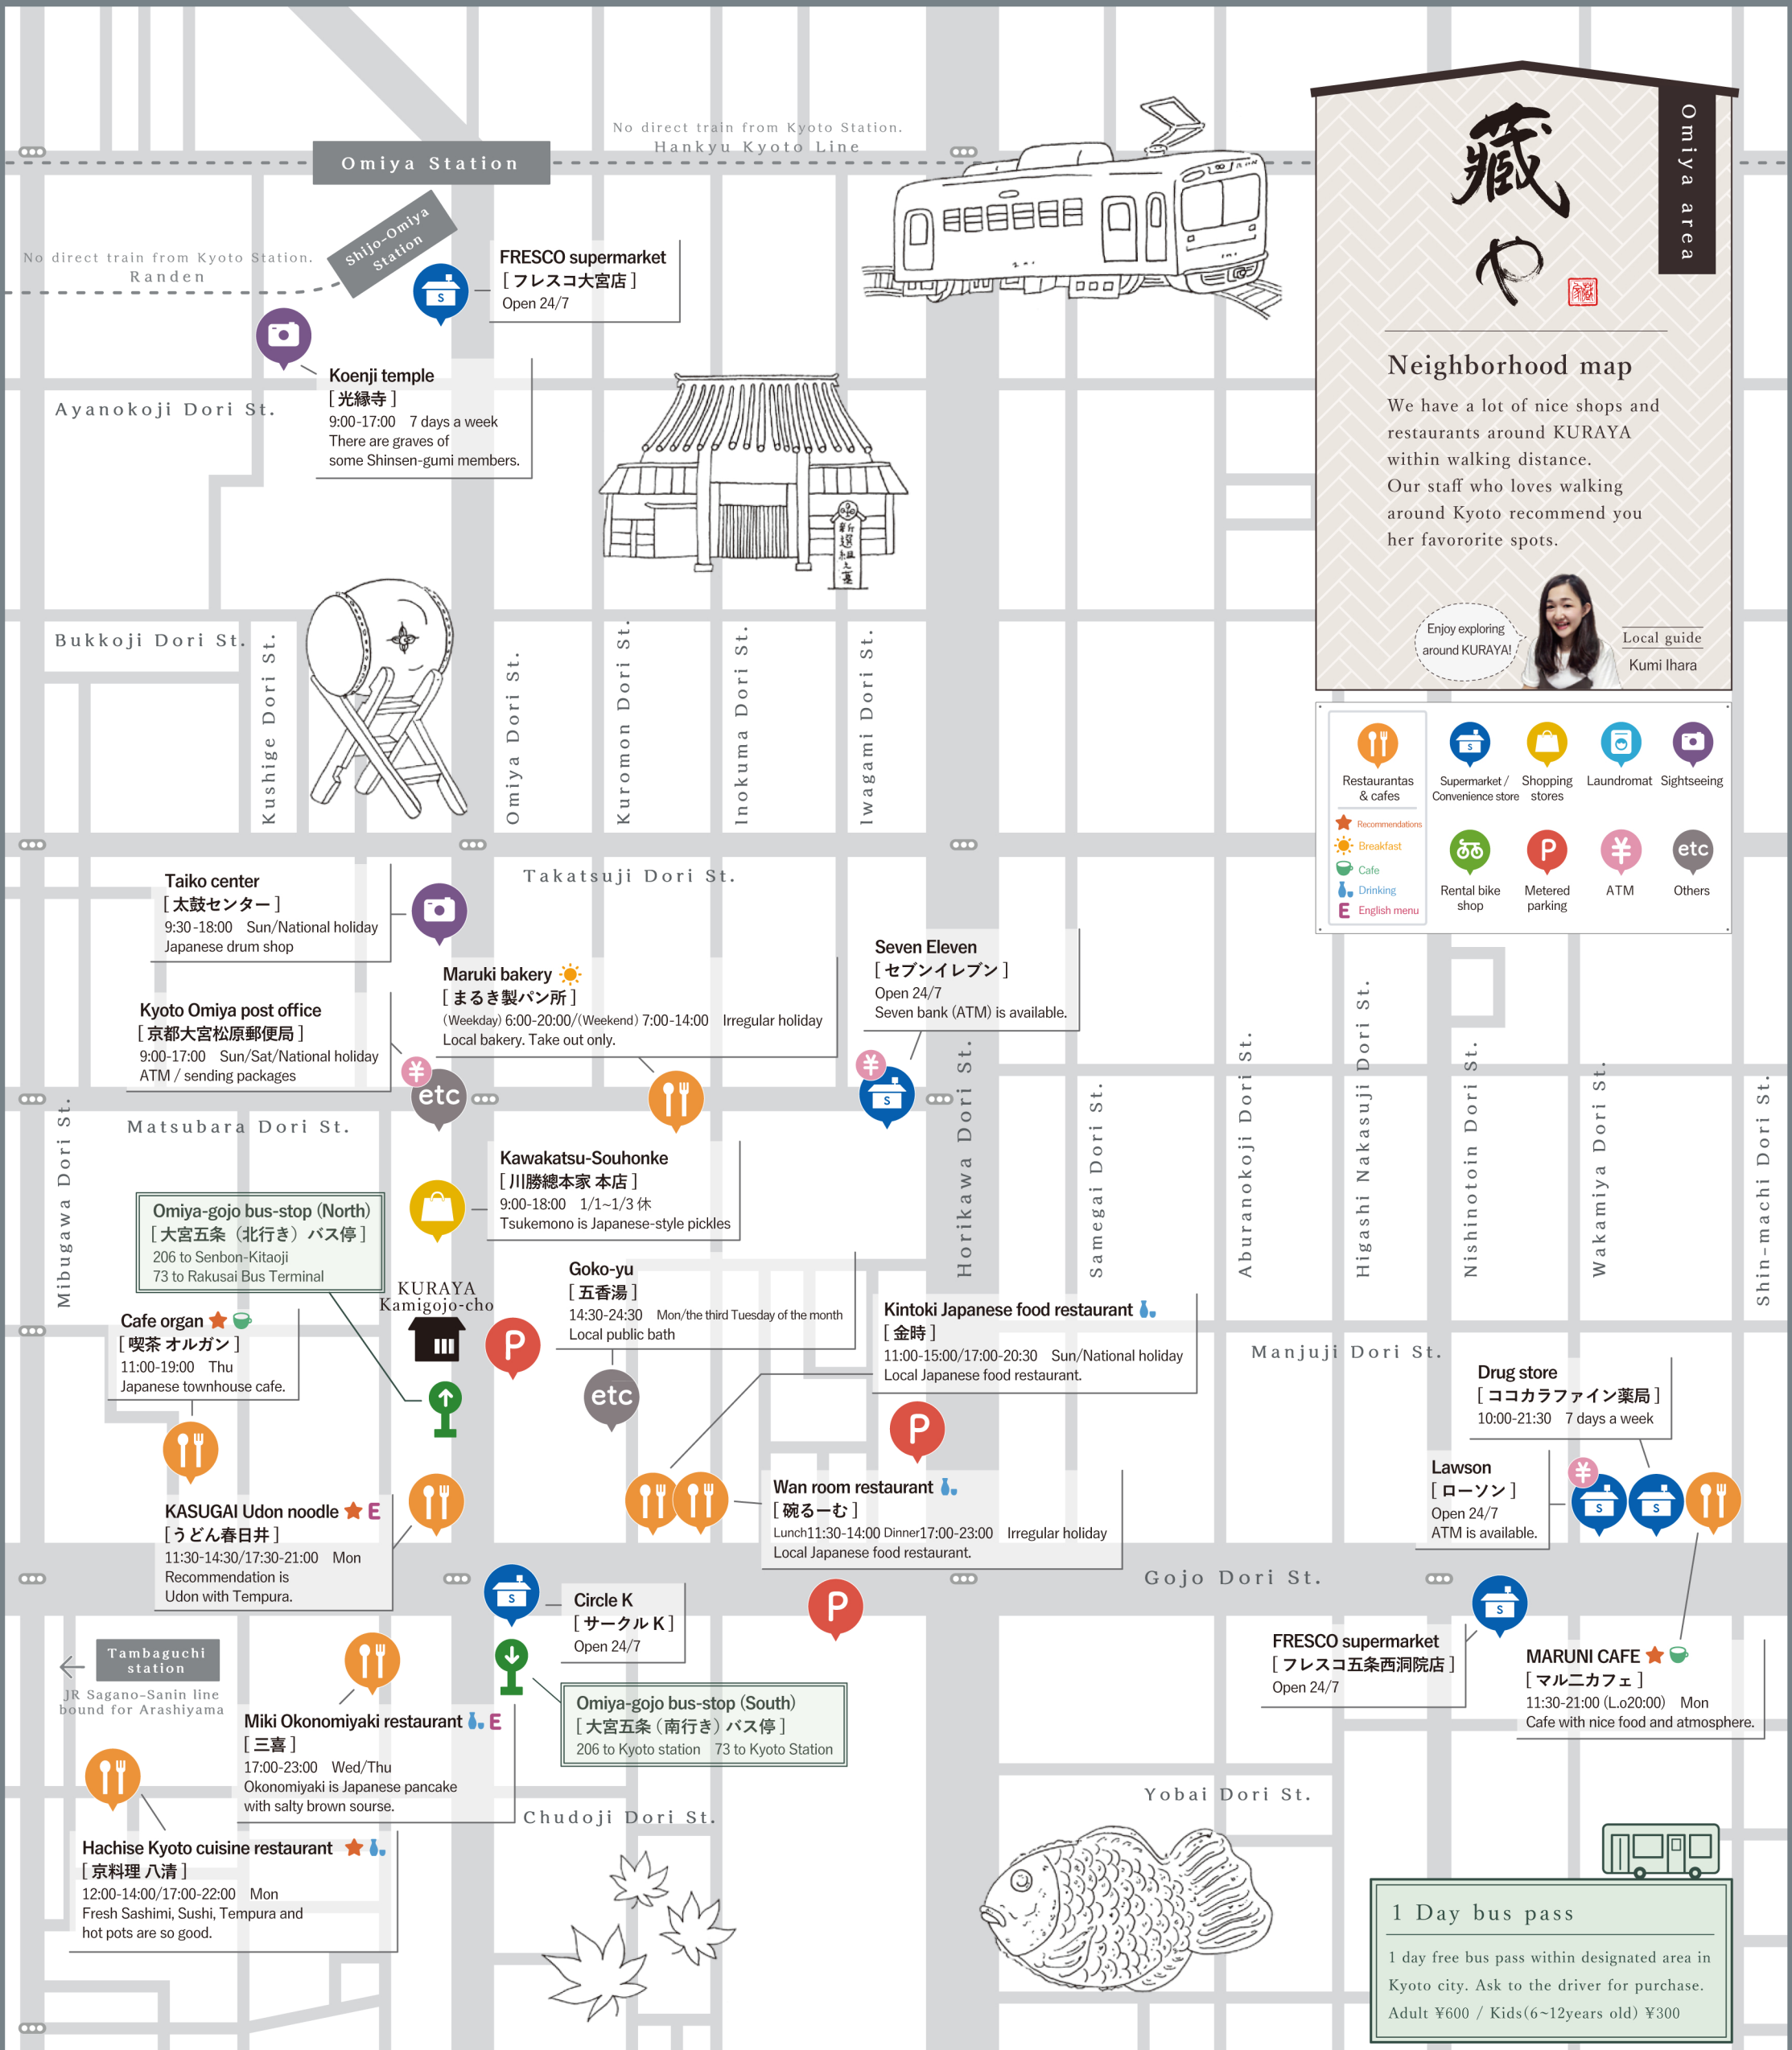 Omiya Station
No direct train from Kyoto Station.
Hankyu Kyoto Line
Shijo-Omiya
Station
No direct train from Kyoto Station.
Randen
FRESCO supermarket
[ フレスコ大宮店 ]
Open 24/7
Koenji temple
[ 光縁寺 ]
9:00-17:00 7 days a week
There are graves of
some Shinsen-gumi members.
Ayanokoji Dori St.
新選組之墓
Omiya area
蔵や
Neighborhood map
We have a lot of nice shops and
restaurants around KURAYA
within walking distance.
Our staff who loves walking
around Kyoto recommend you
her favororite spots.
Enjoy exploring
around KURAYA!
Local guide
Kumi Ihara
Restaurantas
& cafes
Recommendations
Breakfast
Cafe
Drinking
E English menu
S
Supermarket /
Convenience store
Shopping
stores
Laundromat
Sightseeing
Rental bike
shop
P
Metered
parking
¥
ATM
etc
Others
Bukkoji Dori St.
Kushige Dori St.
Omiya Dori St.
Kuromon Dori St.
Inokuma Dori St.
Iwagami Dori St.
Takatsuji Dori St.
Taiko center
[ 太鼓センター ]
9:30-18:00 Sun/National holiday
Japanese drum shop
Maruki bakery
[ まるき製パン所 ]
(Weekday) 6:00-20:00/(Weekend) 7:00-14:00 Irregular holiday
Local bakery. Take out only.
Seven Eleven
[ セブンイレブン ]
Open 24/7
Seven bank (ATM) is available.
Kyoto Omiya post office
[ 京都大宮松原郵便局 ]
9:00-17:00 Sun/Sat/National holiday
ATM / sending packages
¥
etc
¥
S
Matsubara Dori St.
Mibugawa Dori St.
Horikawa Dori St.
Samegai Dori St.
Aburanokoji Dori St.
Higashi Nakasuji Dori St.
Nishinotoin Dori St.
Wakamiya Dori St.
Shin-machi Dori St.
Kawakatsu-Souhonke
[ 川勝總本家 本店 ]
9:00-18:00 1/1~1/3 休
Tsukemono is Japanese-style pickles
Omiya-gojo bus-stop (North)
[ 大宮五条（北行き）バス停 ]
206 to Senbon-Kitaoji
73 to Rakusai Bus Terminal
KURAYA
Kamigojo-cho
P
Goko-yu
[ 五香湯 ]
14:30-24:30 Mon/the third Tuesday of the month
Local public bath
etc
Cafe organ
[ 喫茶 オルガン ]
11:00-19:00 Thu
Japanese townhouse cafe.
Kintoki Japanese food restaurant
[ 金時 ]
11:00-15:00/17:00-20:30 Sun/National holiday
Local Japanese food restaurant.
P
Manjuji Dori St.
Drug store
[ ココカラファイン薬局 ]
10:00-21:30 7 days a week
Lawson
[ ローソン ]
Open 24/7
ATM is available.
¥
S
S
KASUGAI Udon noodle E
[ うどん春日井 ]
11:30-14:30/17:30-21:00 Mon
Recommendation is
Udon with Tempura.
Wan room restaurant
[ 碗るーむ ]
Lunch11:30-14:00 Dinner17:00-23:00 Irregular holiday
Local Japanese food restaurant.
Gojo Dori St.
S
Circle K
[ サークル K ]
Open 24/7
P
S
FRESCO supermarket
[ フレスコ五条西洞院店 ]
Open 24/7
MARUNI CAFE
[ マル二カフェ ]
11:30-21:00 (L.o20:00) Mon
Cafe with nice food and atmosphere.
Tambaguchi
station
JR Sagano-Sanin line
bound for Arashiyama
Omiya-gojo bus-stop (South)
[ 大宮五条（南行き）バス停 ]
206 to Kyoto station 73 to Kyoto Station
Miki Okonomiyaki restaurant E
[ 三喜 ]
17:00-23:00 Wed/Thu
Okonomiyaki is Japanese pancake
with salty brown sourse.
Chudoji Dori St.
Yobai Dori St.
Hachise Kyoto cuisine restaurant
[ 京料理 八清 ]
12:00-14:00/17:00-22:00 Mon
Fresh Sashimi, Sushi, Tempura and
hot pots are so good.
1 Day bus pass
1 day free bus pass within designated area in
Kyoto city. Ask to the driver for purchase.
Adult ¥600 / Kids(6~12years old) ¥300